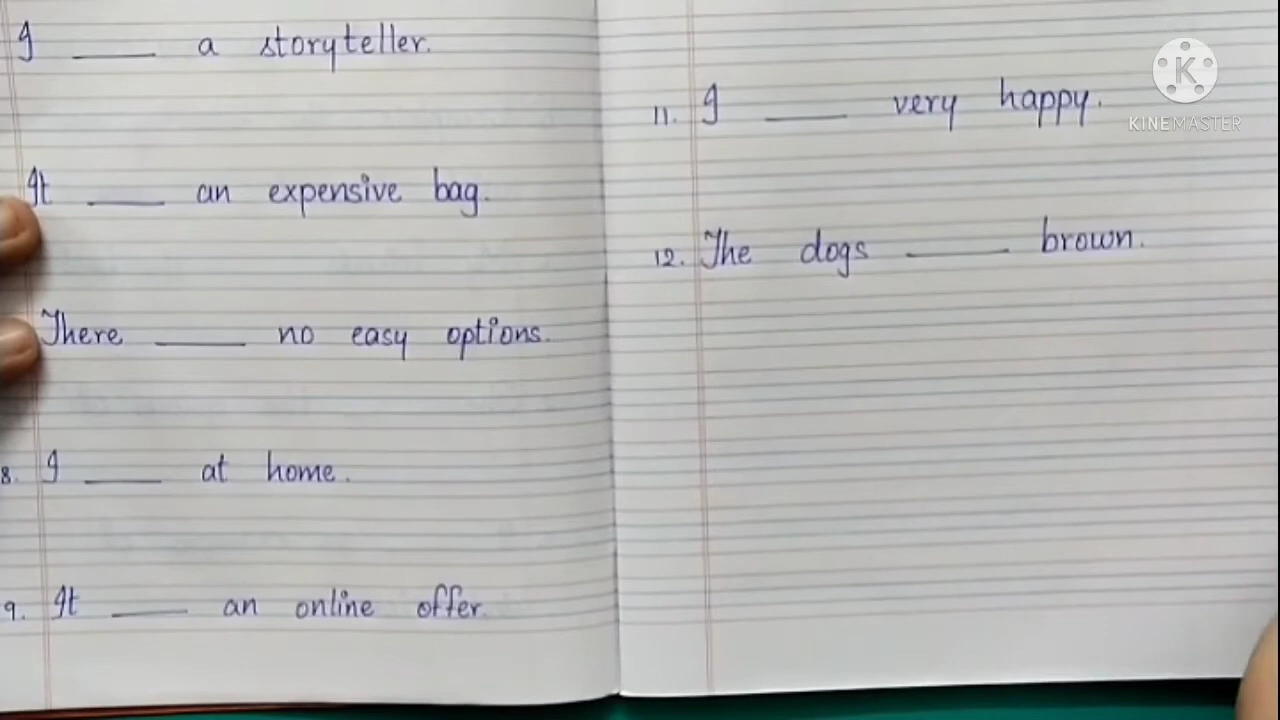 I ____ a storyteller.
It ____ an expensive bag.
There ____ no easy options.
8. I ____ at home.
9. It ____ an online offer.
11. I ____ very happy.
12. The dogs ____ brown.
K
KINEMASTER